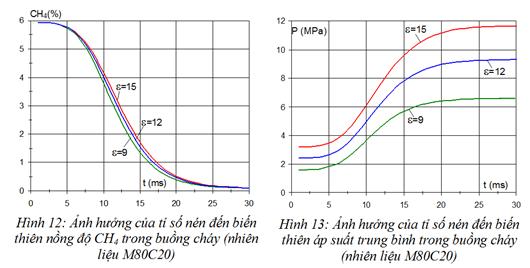 CH₄(%)
6
5
4
3
2
1
0
0
5
10
15
20
25
30
ε=15
ε=12
ε=9
t (ms)
Hình 12: Ảnh hưởng của tỉ số nén đến biến
thiên nồng độ CH₄ trong buồng cháy (nhiên
liệu M80C20)
12
10
8
6
4
2
0
0
5
10
15
20
25
30
P (MPa)
ε=15
ε=12
ε=9
t (ms)
Hình 13: Ảnh hưởng của tỉ số nén đến biến
thiên áp suất trung bình trong buồng cháy
(nhiên liệu M80C20)